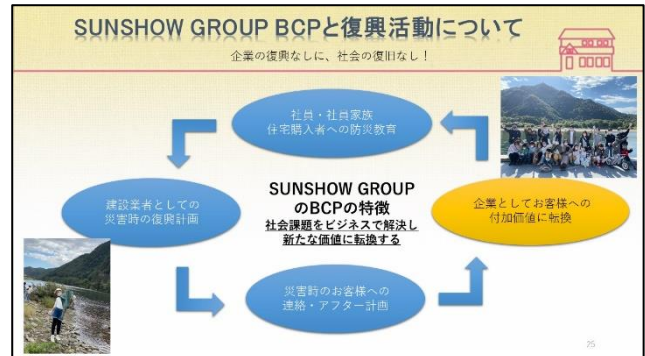 SUNSHOW GROUP BCPと復興活動について
企業の復興なしに、社会の復旧なし！
社員・社員家族
住宅購入者への防災教育
建設業者としての
災害時の復興計画
SUNSHOW GROUP
のBCPの特徴
社会課題をビジネスで解決し
新たな価値に転換する
企業としてお客様への
付加価値に転換
災害時のお客様への
連絡・アフター計画
25